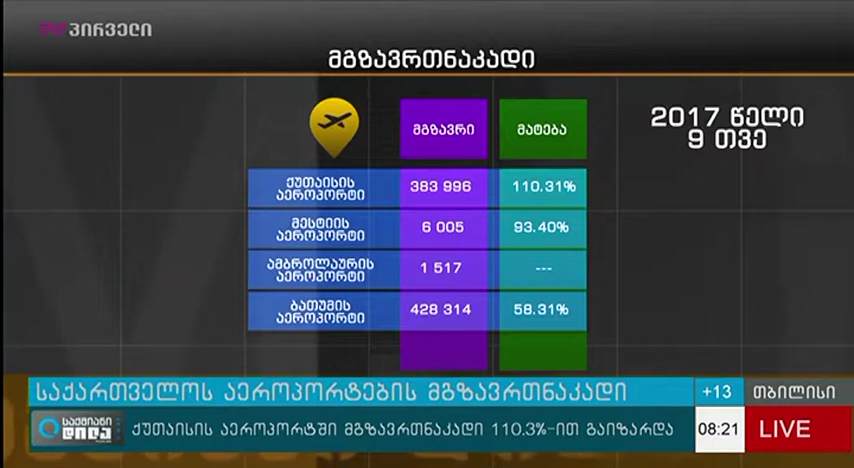 პირველი
მგზავრთნაკადი
მგზავრი
მატება
2017 წელი
9 თვე
ქუთაისის
აეროპორტი
383 996
110.31%
მესტიის
აეროპორტი
6 005
93.40%
ამბროლაურის
აეროპორტი
1 517
---
ბათუმის
აეროპორტი
428 314
58.31%
საქართველოს აეროპორტების მგზავრთნაკადი
+13
თბილისი
საქმიანი
დილა
ქუთაისის აეროპორტში მგზავრთნაკადი 110.3%-ით გაიზარდა
08:21
LIVE